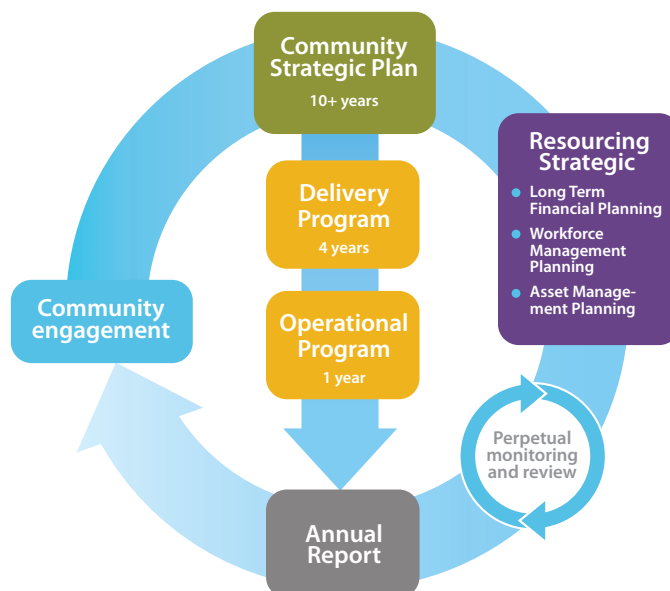 Community
Strategic Plan
10+ years
Resourcing
Strategic
Long Term
Financial Planning
Workforce
Management
Planning
Asset Manage-
ment Planning
Delivery
Program
4 years
Community
engagement
Operational
Program
1 year
Perpetual
monitoring
and review
Annual
Report